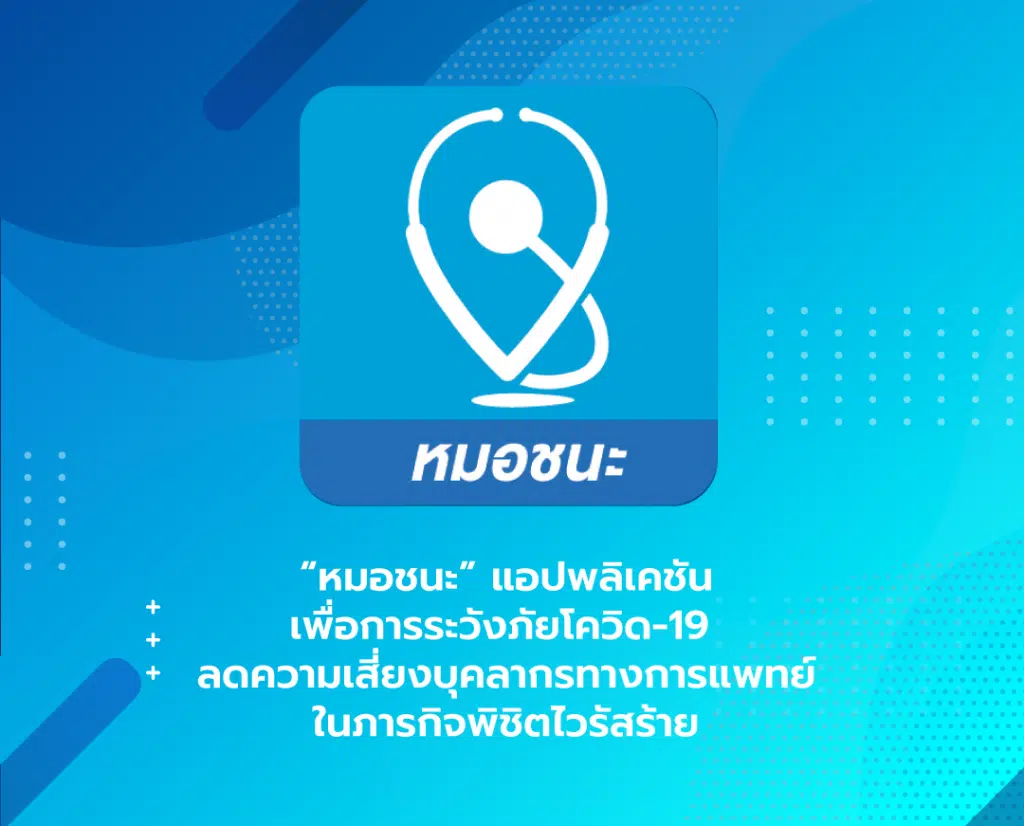 หมอชนะ
“หมอชนะ” แอปพลิเคชัน
เพื่อการระวังภัยโควิด-19
ลดความเสี่ยงบุคลากรทางการแพทย์
ในภารกิจพิชิตไวรัสร้าย